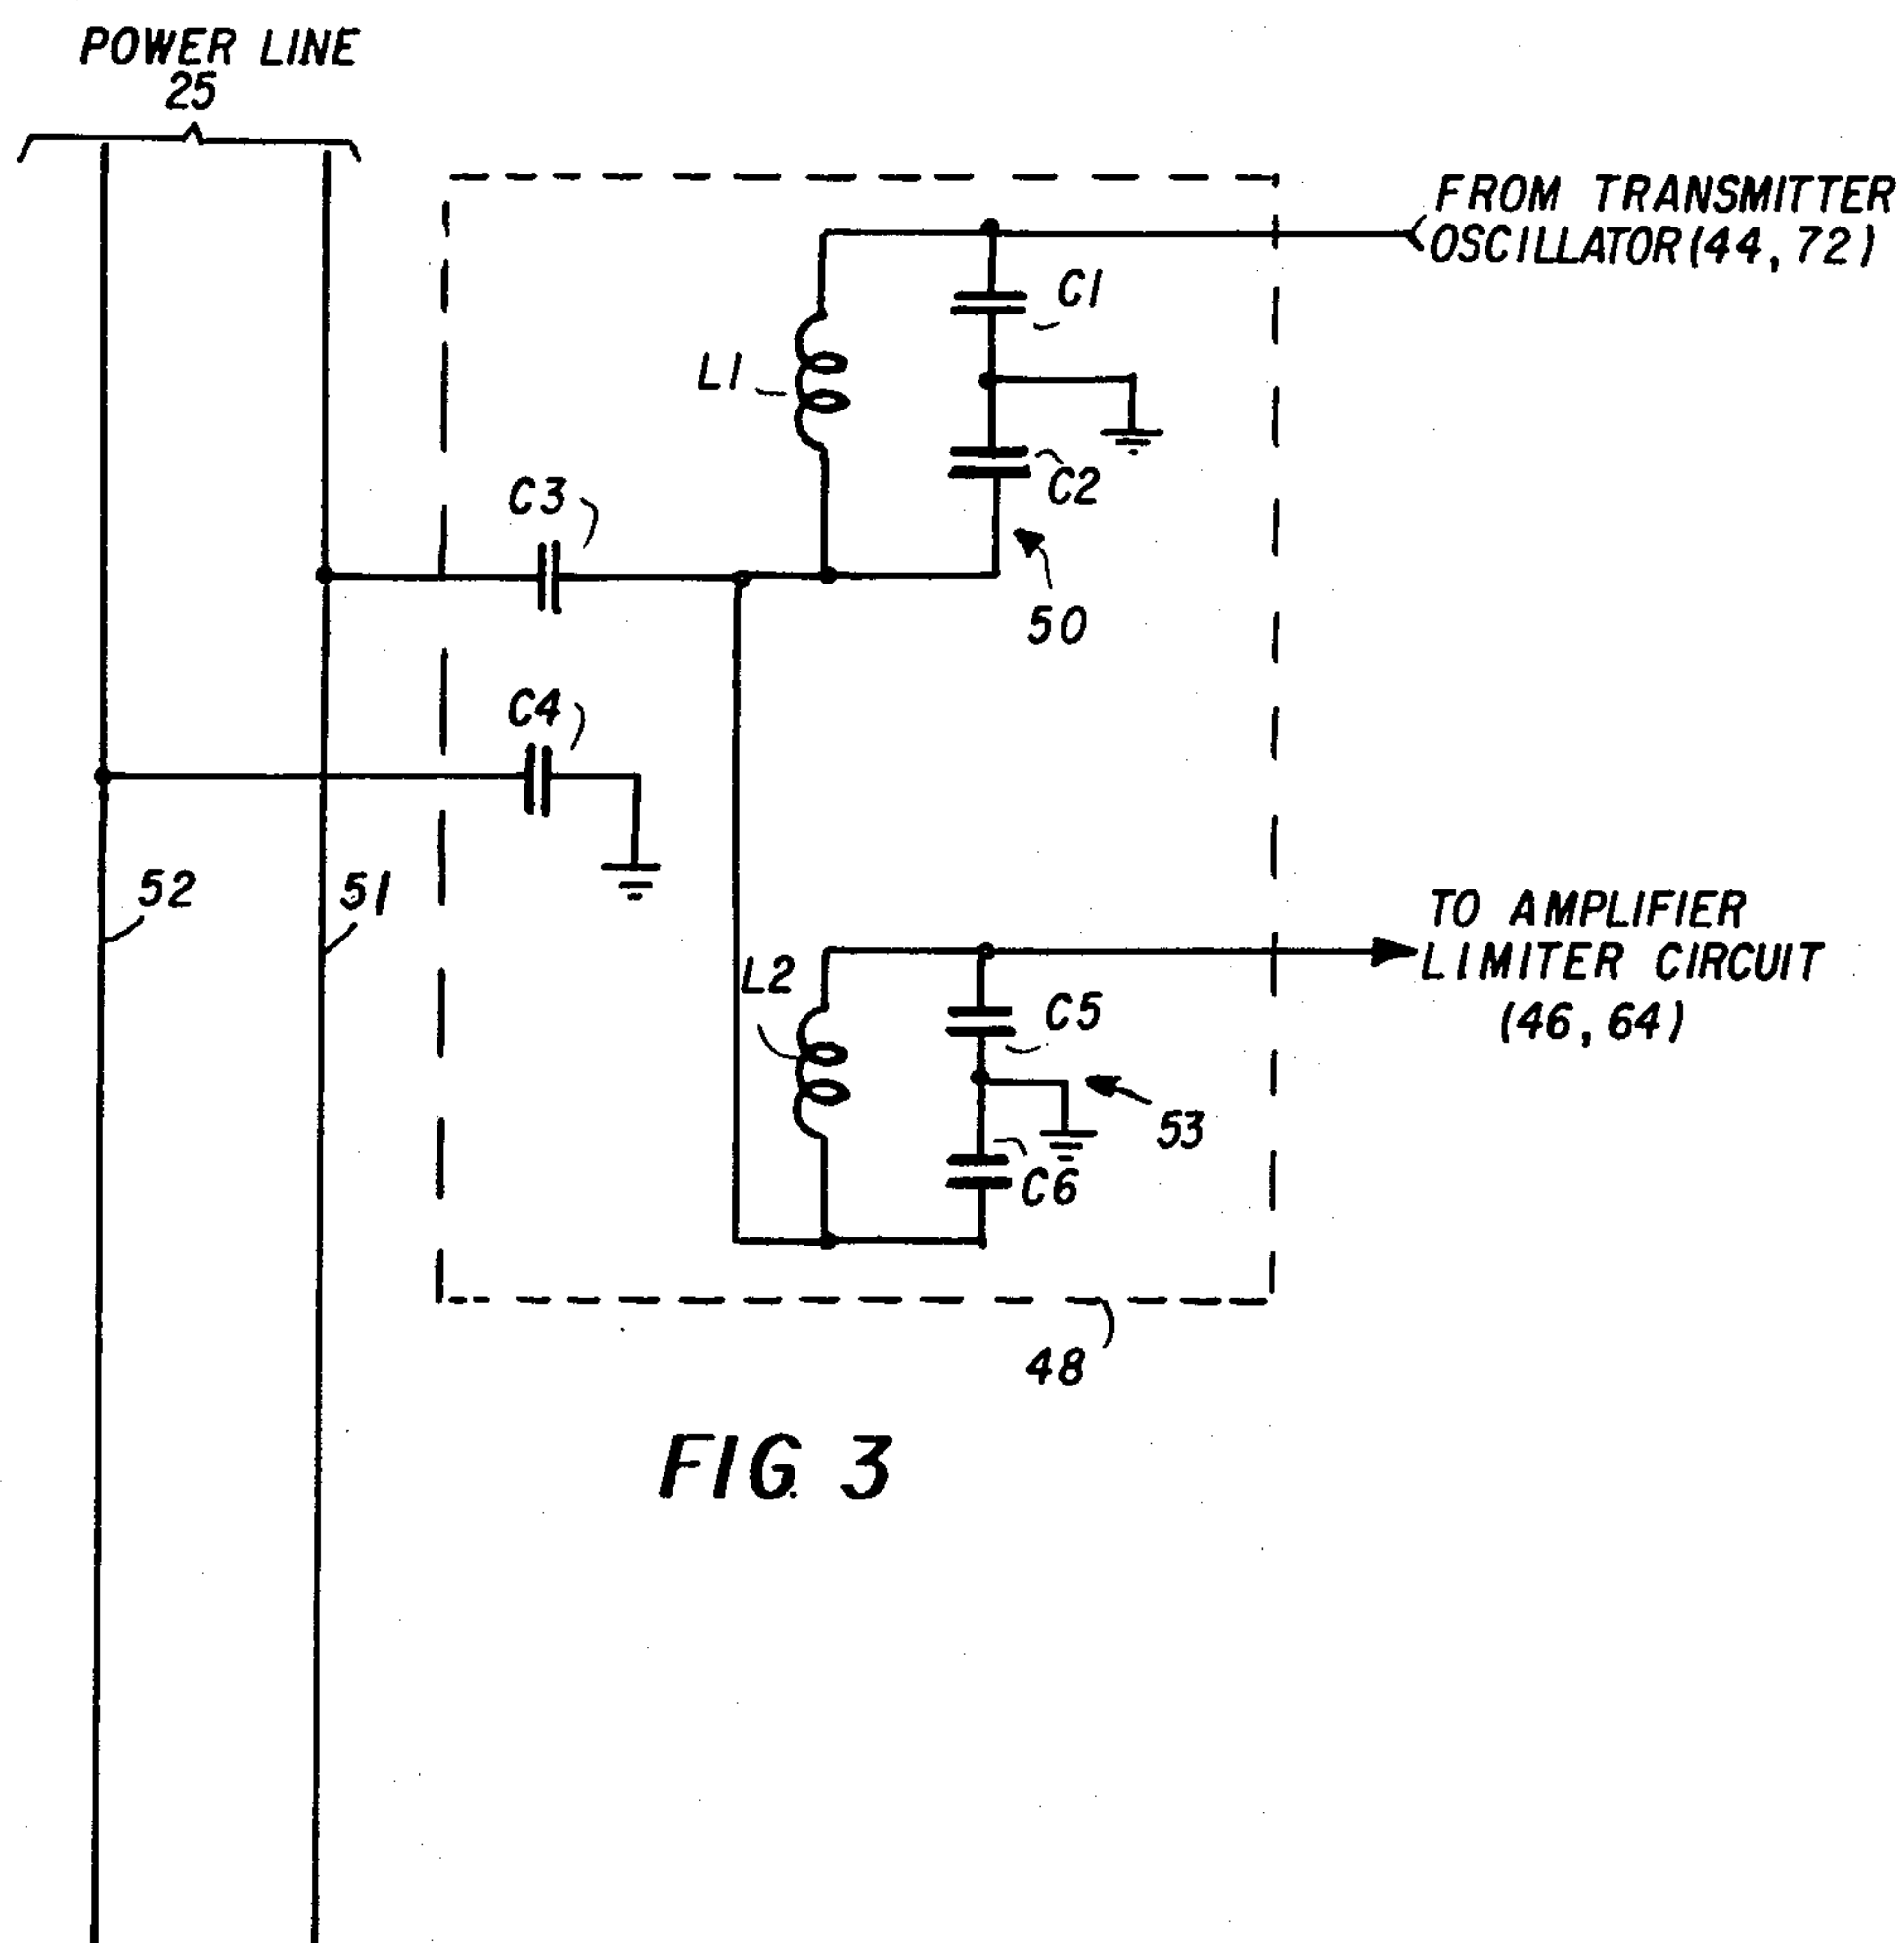 POWER LINE
25
FROM TRANSMITTER
OSCILLATOR (44, 72)
C1
L1
C2
C3
50
C4
52
51
TO AMPLIFIER
LIMITER CIRCUIT
(46, 64)
L2
C5
53
C6
48
FIG. 3